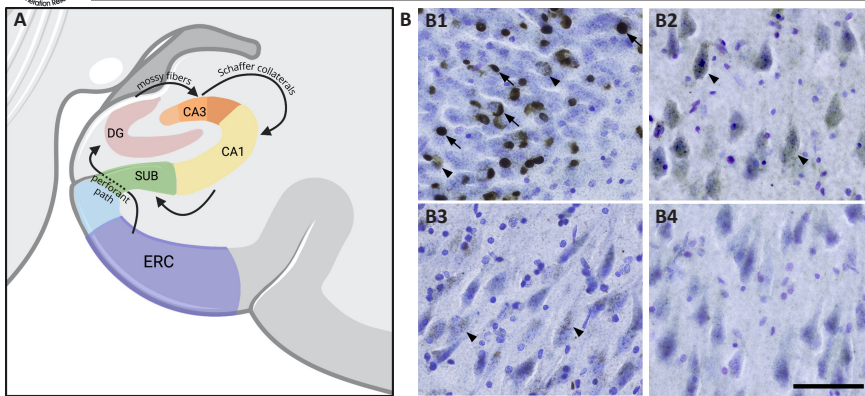 A
mossy fibers
Schaffer collaterals
CA3
DG
CA1
SUB
perforant
path
ERC
B
B1
B2
B3
B4